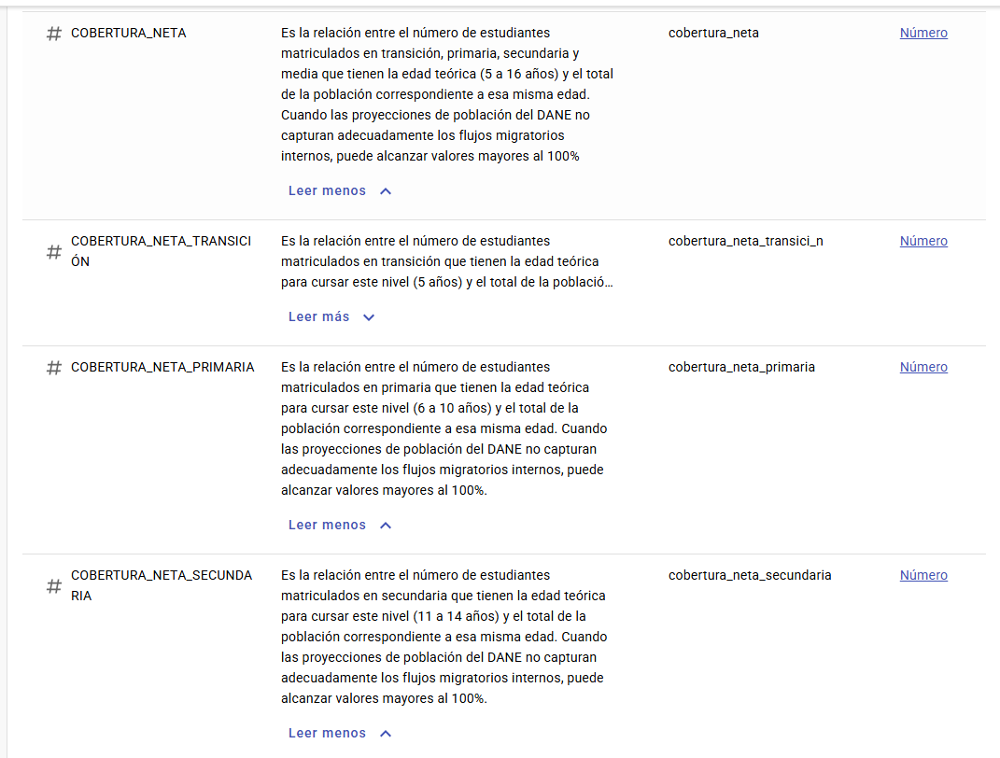 COBERTURA_NETA
Es la relación entre el número de estudiantes
matriculados en transición, primaria, secundaria y
media que tienen la edad teórica (5 a 16 años) y el total
de la población correspondiente a esa misma edad.
Cuando las proyecciones de población del DANE no
capturan adecuadamente los flujos migratorios
internos, puede alcanzar valores mayores al 100%
Leer menos
cobertura_neta
Número
COBERTURA_NETA_TRANSICI
ÓN
Es la relación entre el número de estudiantes
matriculados en transición que tienen la edad teórica
para cursar este nivel (5 años) y el total de la població…
Leer más
cobertura_neta_transici_n
Número
COBERTURA_NETA_PRIMARIA
Es la relación entre el número de estudiantes
matriculados en primaria que tienen la edad teórica
para cursar este nivel (6 a 10 años) y el total de la
población correspondiente a esa misma edad. Cuando
las proyecciones de población del DANE no capturan
adecuadamente los flujos migratorios internos, puede
alcanzar valores mayores al 100%.
Leer menos
cobertura_neta_primaria
Número
COBERTURA_NETA_SECUNDA
RIA
Es la relación entre el número de estudiantes
matriculados en secundaria que tienen la edad teórica
para cursar este nivel (11 a 14 años) y el total de la
población correspondiente a esa misma edad. Cuando
las proyecciones de población del DANE no capturan
adecuadamente los flujos migratorios internos, puede
alcanzar valores mayores al 100%.
Leer menos
cobertura_neta_secundaria
Número